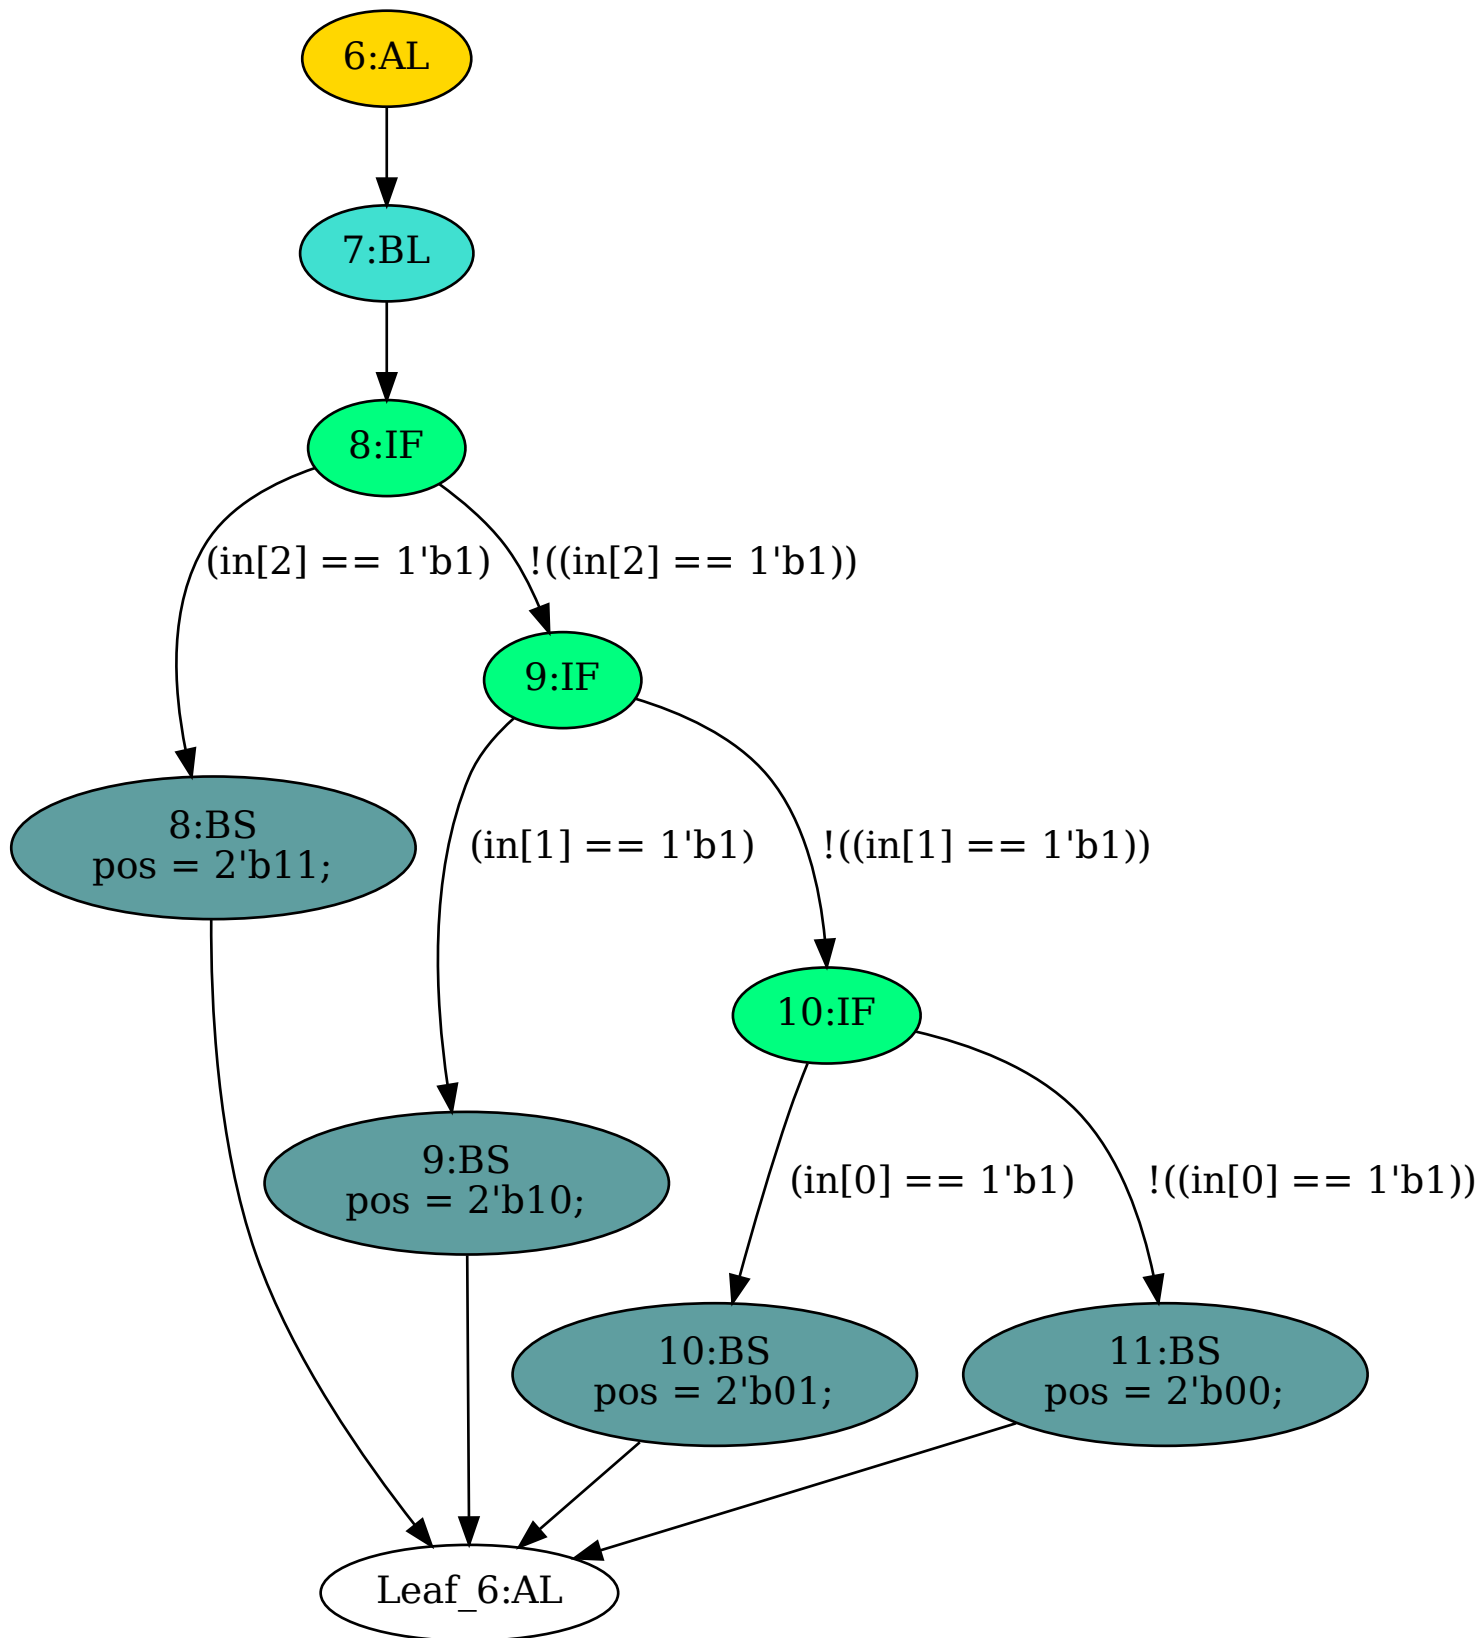 6:AL
7:BL
8:IF
(in[2] == 1'b1)
!((in[2] == 1'b1))
9:IF
8:BS
pos = 2'b11;
(in[1] == 1'b1)
!((in[1] == 1'b1))
10:IF
9:BS
pos = 2'b10;
(in[0] == 1'b1)
!((in[0] == 1'b1))
10:BS
pos = 2'b01;
11:BS
pos = 2'b00;
Leaf_6:AL